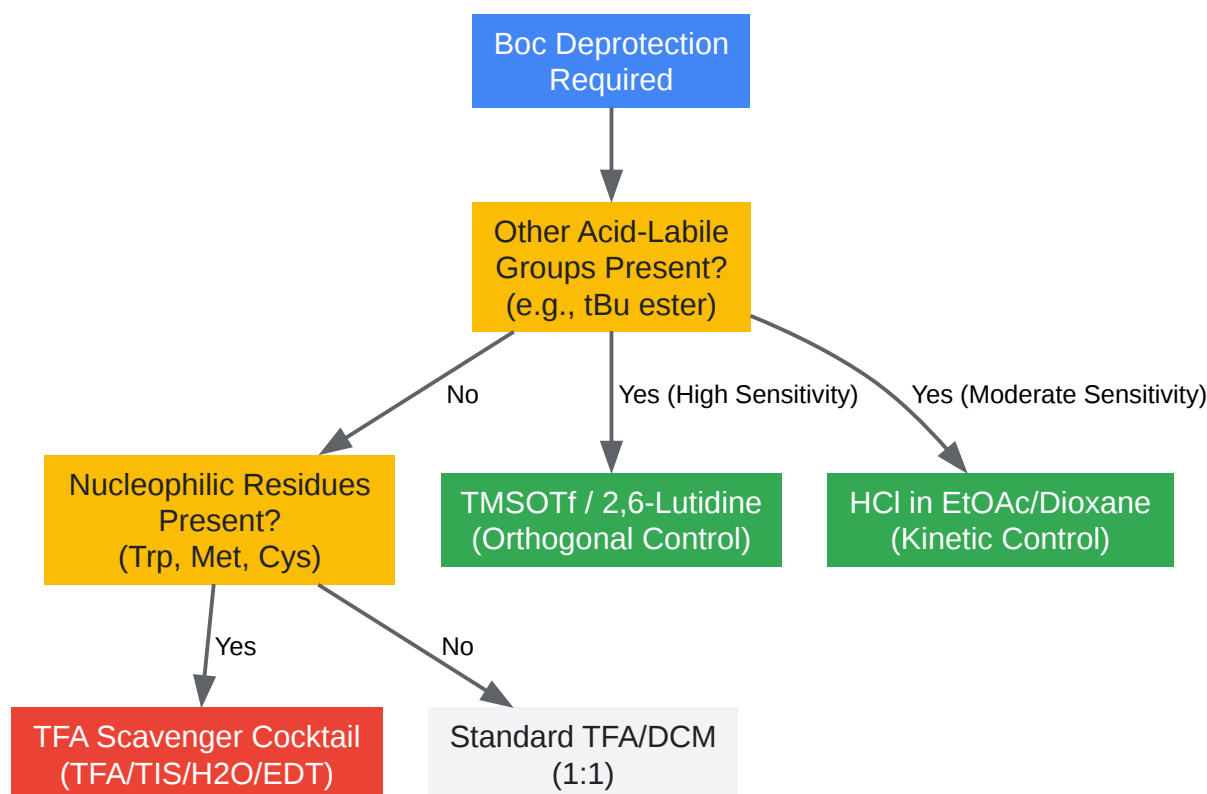 Boc Deprotection
Required
Other Acid-Labile
Groups Present?
(e.g., tBu ester)
No
Yes (High Sensitivity)
Yes (Moderate Sensitivity)
Nucleophilic Residues
Present?
(Trp, Met, Cys)
TMSOTf / 2,6-Lutidine
(Orthogonal Control)
HCl in EtOAc/Dioxane
(Kinetic Control)
Yes
No
TFA Scavenger Cocktail
(TFA/TIS/H2O/EDT)
Standard TFA/DCM
(1:1)